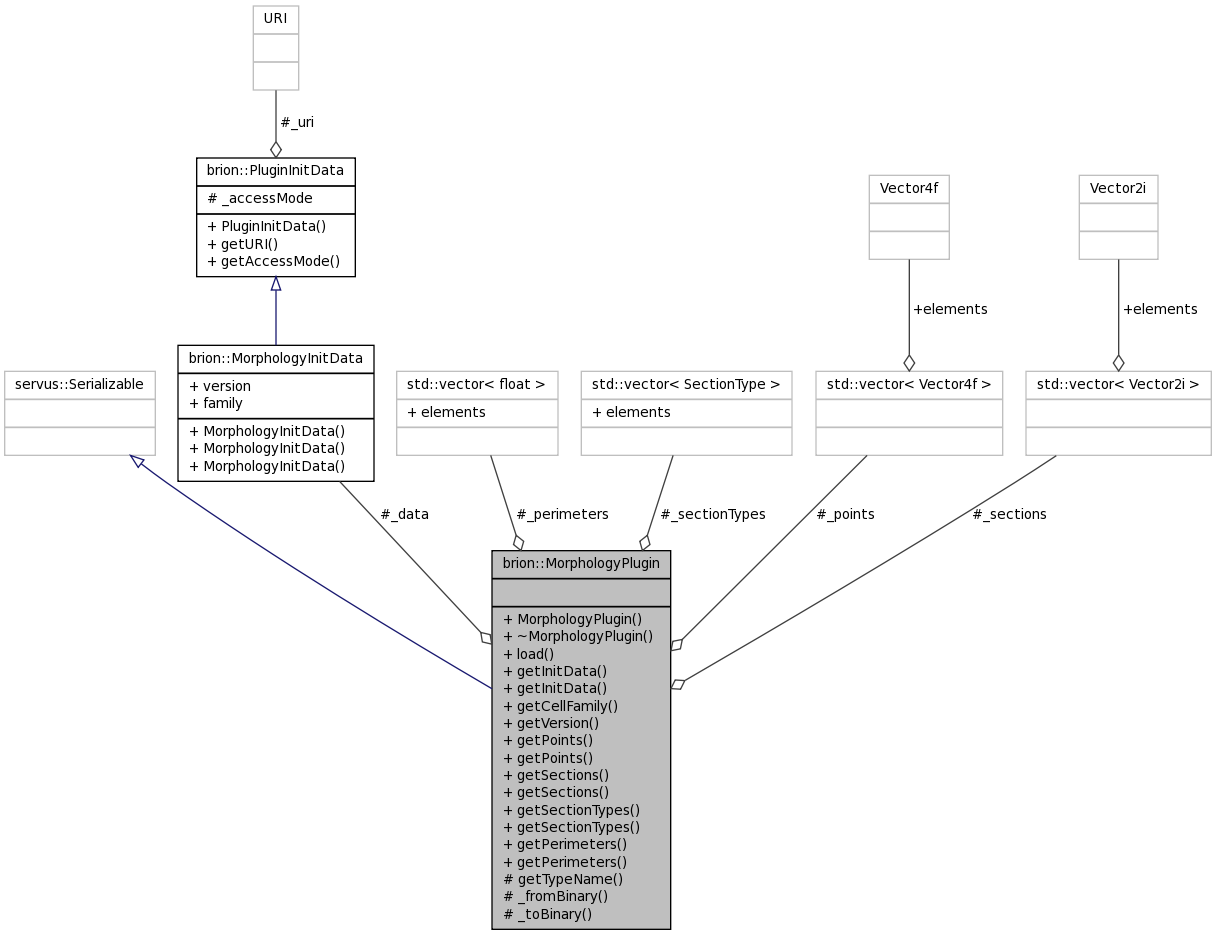 URI
#_uri
brion::PluginInitData
# _accessMode
+ PluginInitData()
+ getURI()
+ getAccessMode()
Vector4f
Vector2i
+elements
+elements
servus::Serializable
brion::MorphologyInitData
+ version
+ family
+ MorphologyInitData()
+ MorphologyInitData()
+ MorphologyInitData()
std::vector< float >
+ elements
std::vector< SectionType >
+ elements
std::vector< Vector4f >
std::vector< Vector2i >
#_data
#_perimeters
#_sectionTypes
#_points
#_sections
brion::MorphologyPlugin
+ MorphologyPlugin()
+ ~MorphologyPlugin()
+ load()
+ getInitData()
+ getInitData()
+ getCellFamily()
+ getVersion()
+ getPoints()
+ getPoints()
+ getSections()
+ getSections()
+ getSectionTypes()
+ getSectionTypes()
+ getPerimeters()
+ getPerimeters()
# getTypeName()
# _fromBinary()
# _toBinary()